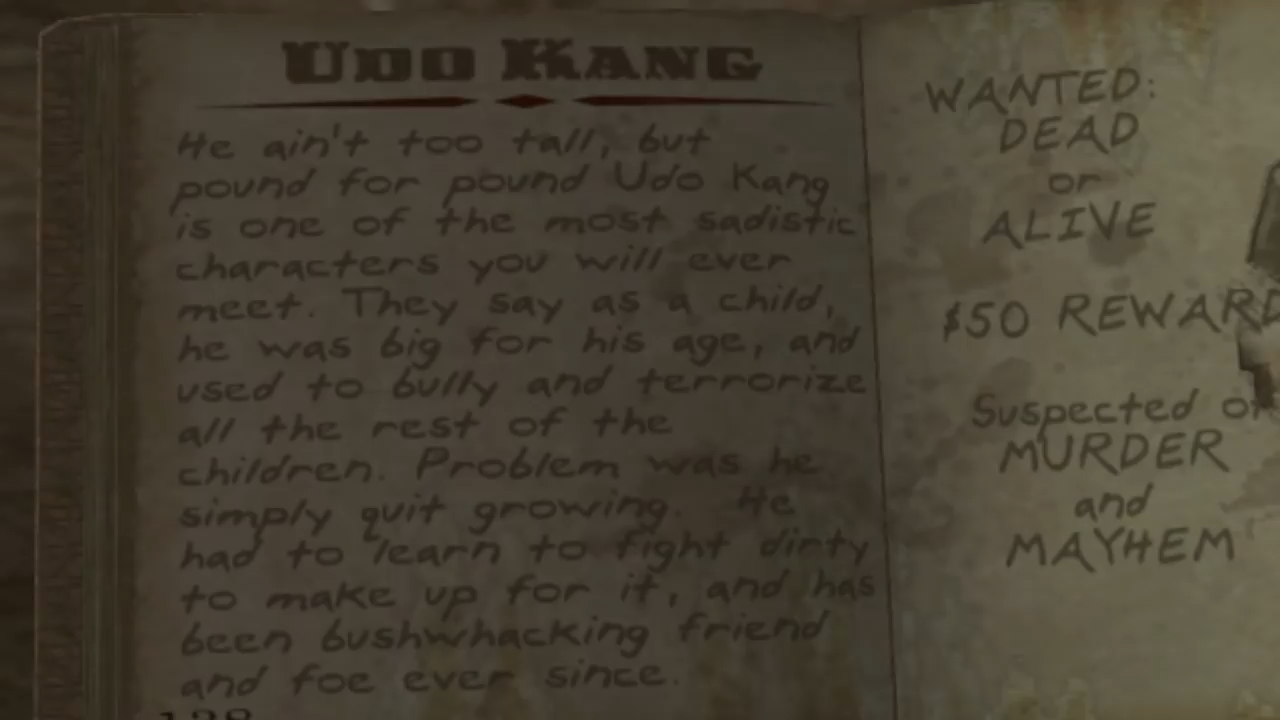 UDO KANG
He ain't too tall, but
pound for pound Udo Kang
is one of the most sadistic
characters you will ever
meet. They say as a child,
he was big for his age, and
used to bully and terrorize
all the rest of the
children. Problem was he
simply quit growing. He
had to learn to fight dirty
to make up for it, and has
been bushwhacking friend
and foe ever since.
WANTED:
DEAD
or
ALIVE
$50 REWARD
Suspected of
MURDER
and
MAYHEM